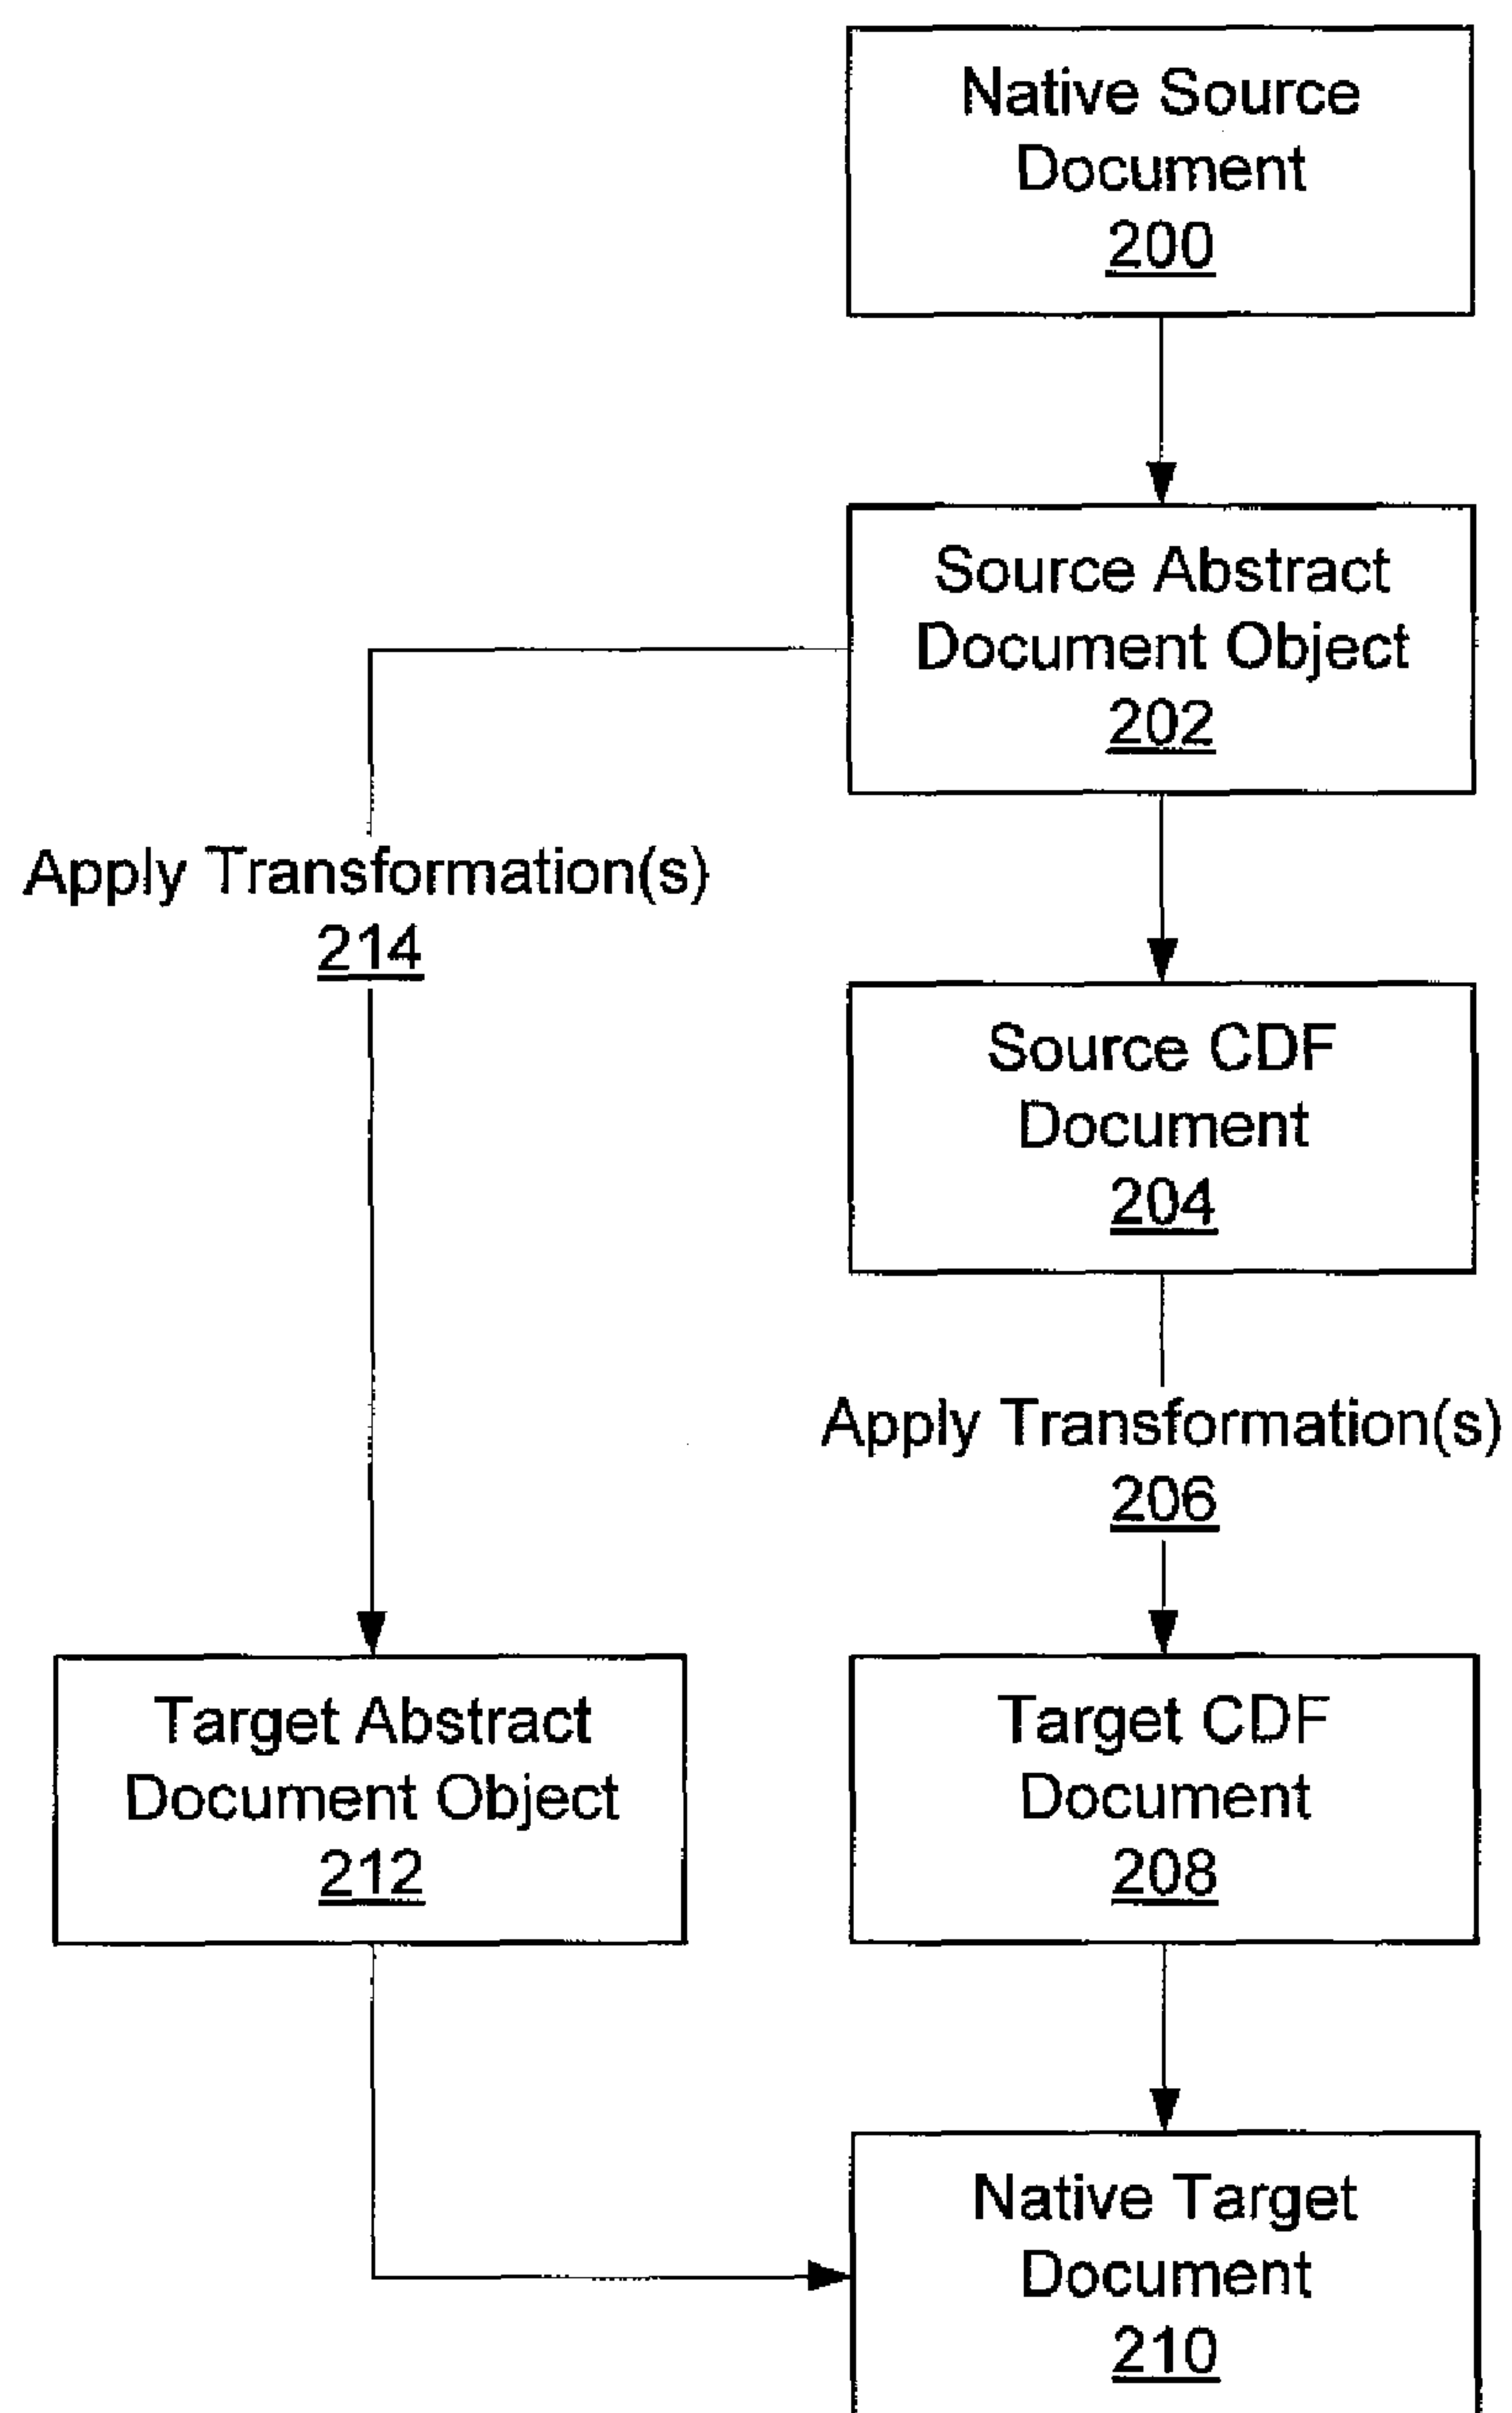 Native Source
Document
200
Source Abstract
Document Object
202
Apply Transformation(s)
214
Source CDF
Document
204
Apply Transformation(s)
206
Target Abstract
Document Object
212
Target CDF
Document
208
Native Target
Document
210